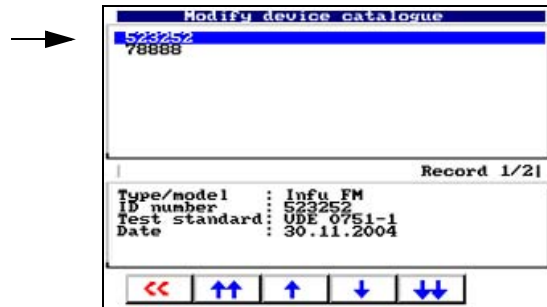 Modify device catalogue
523252
78888
Record 1/2
Type/model : Infu FM
ID number : 523252
Test standard: VDE 0751-1
Date : 30.11.2004
<<